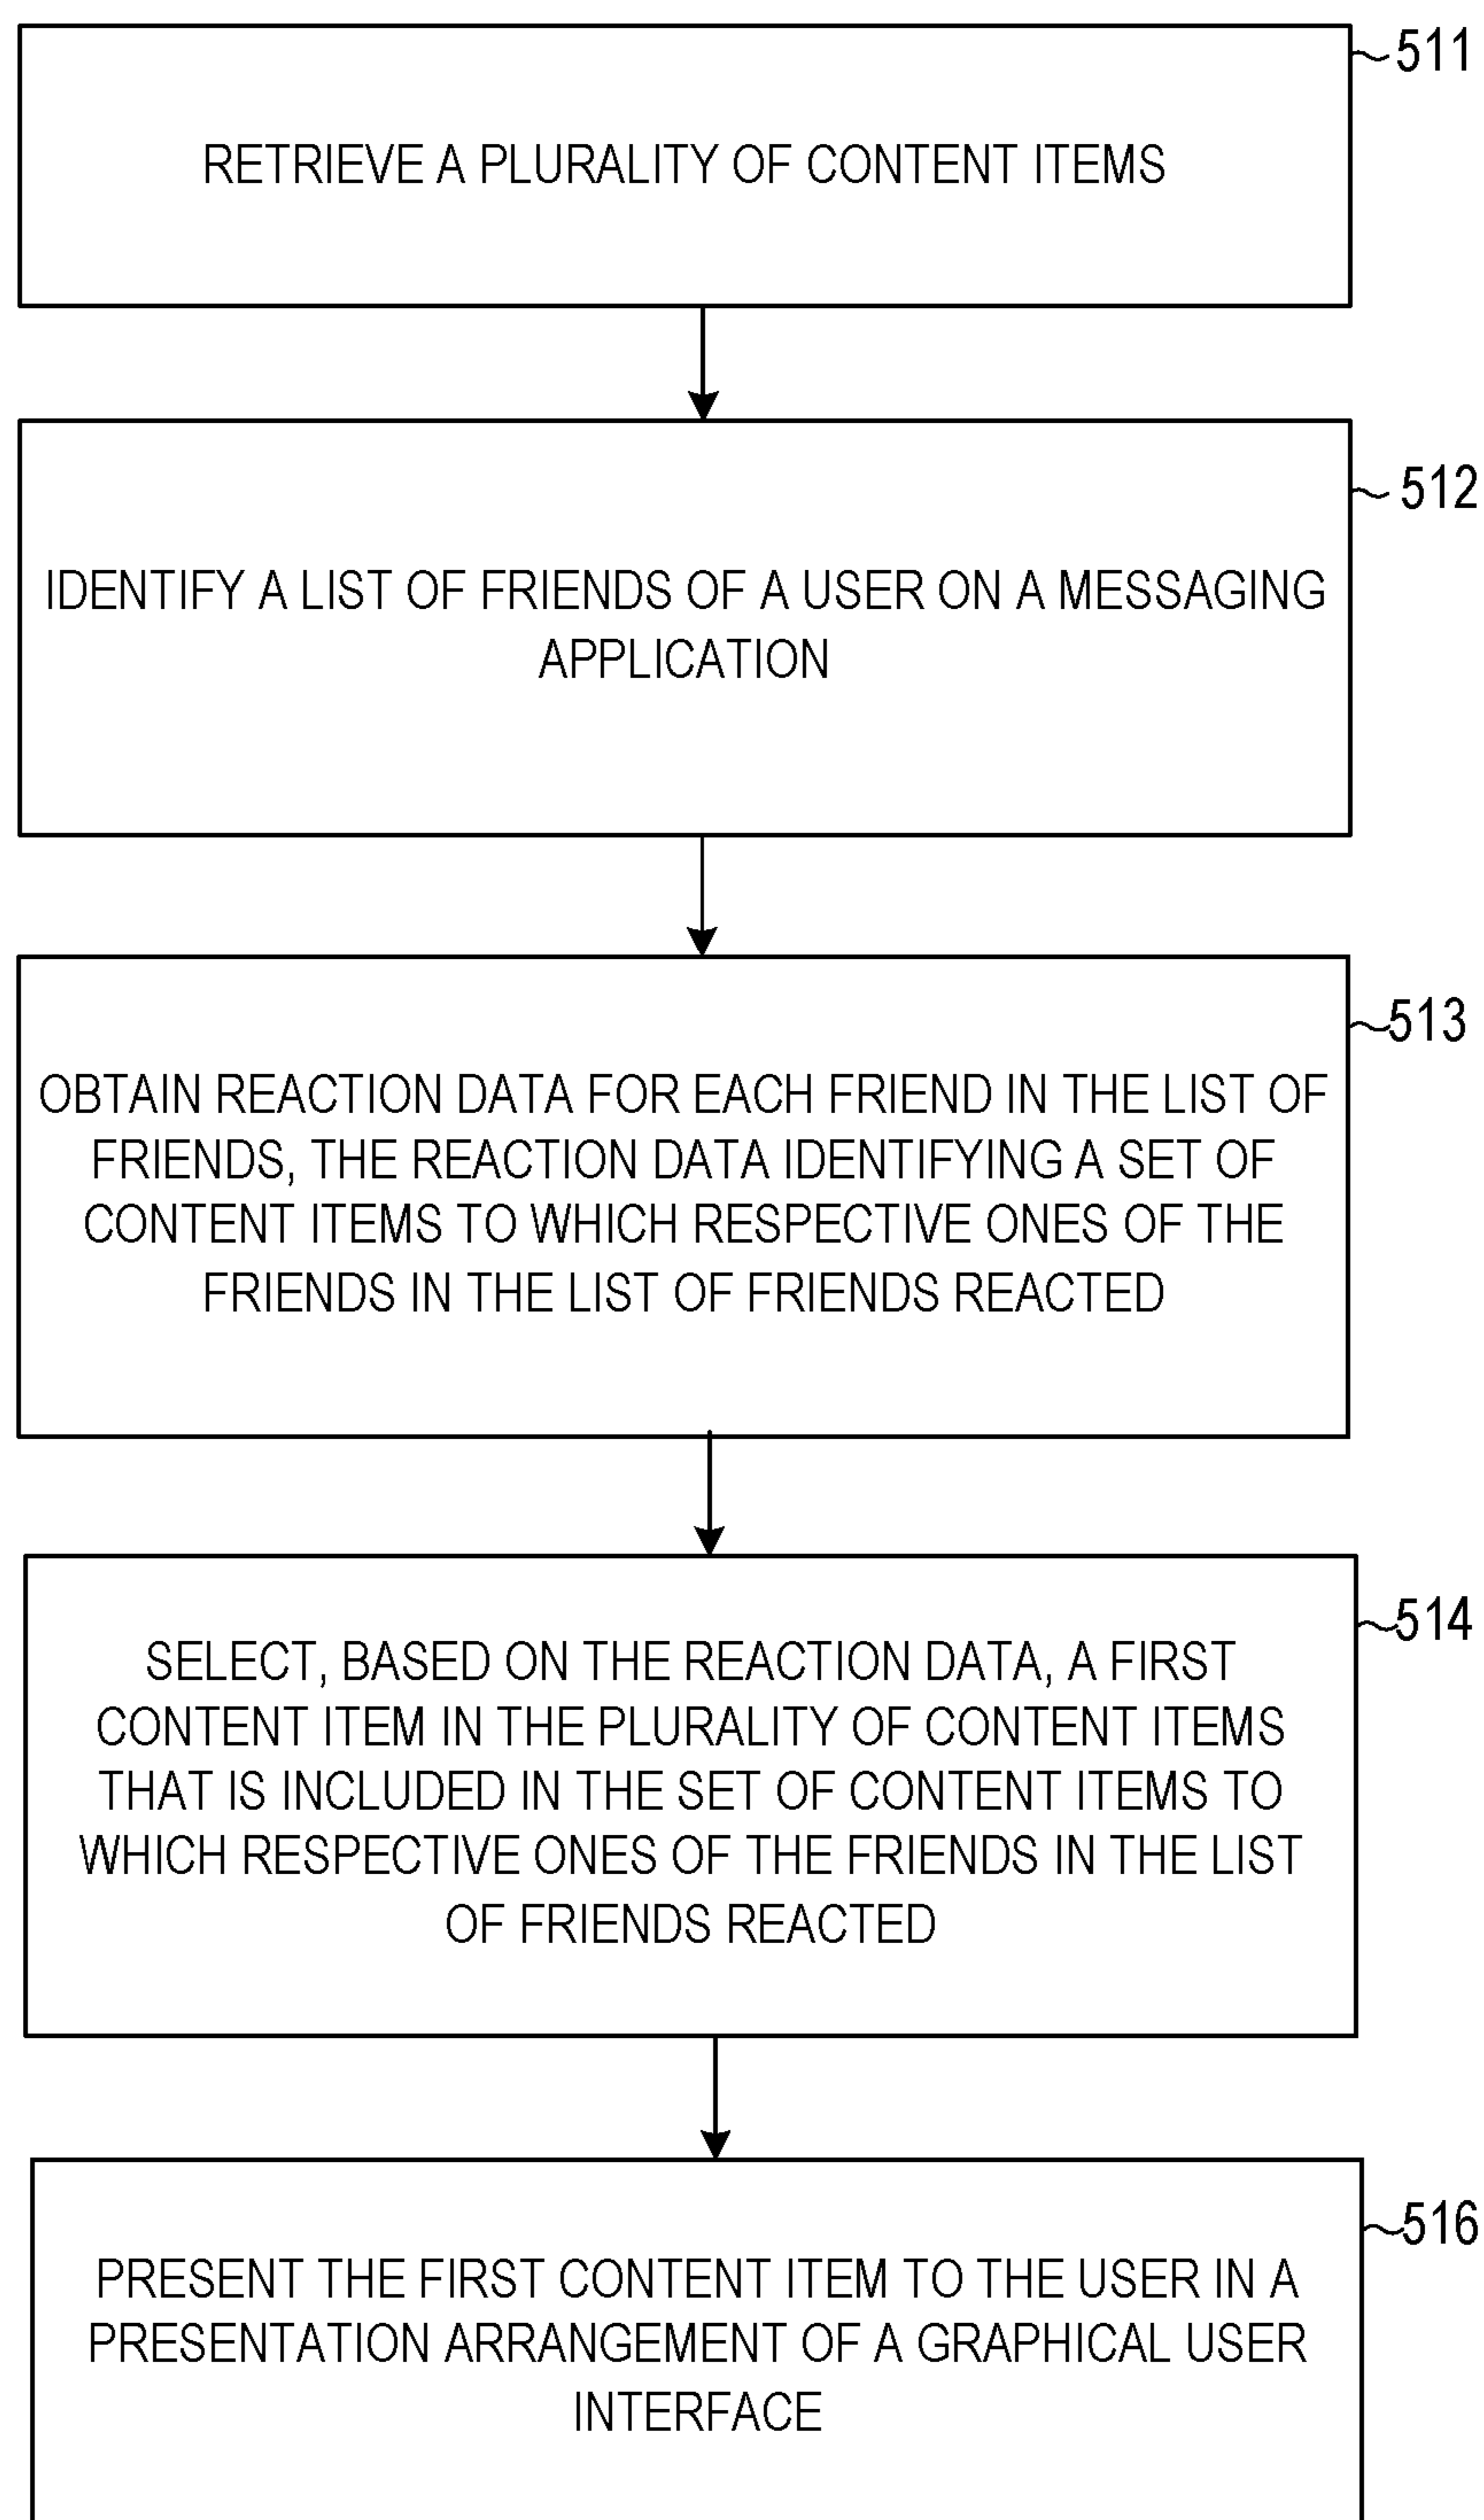 511
RETRIEVE A PLURALITY OF CONTENT ITEMS
512
IDENTIFY A LIST OF FRIENDS OF A USER ON A MESSAGING
APPLICATION
513
OBTAIN REACTION DATA FOR EACH FRIEND IN THE LIST OF
FRIENDS, THE REACTION DATA IDENTIFYING A SET OF
CONTENT ITEMS TO WHICH RESPECTIVE ONES OF THE
FRIENDS IN THE LIST OF FRIENDS REACTED
514
SELECT, BASED ON THE REACTION DATA, A FIRST
CONTENT ITEM IN THE PLURALITY OF CONTENT ITEMS
THAT IS INCLUDED IN THE SET OF CONTENT ITEMS TO
WHICH RESPECTIVE ONES OF THE FRIENDS IN THE LIST
OF FRIENDS REACTED
516
PRESENT THE FIRST CONTENT ITEM TO THE USER IN A
PRESENTATION ARRANGEMENT OF A GRAPHICAL USER
INTERFACE